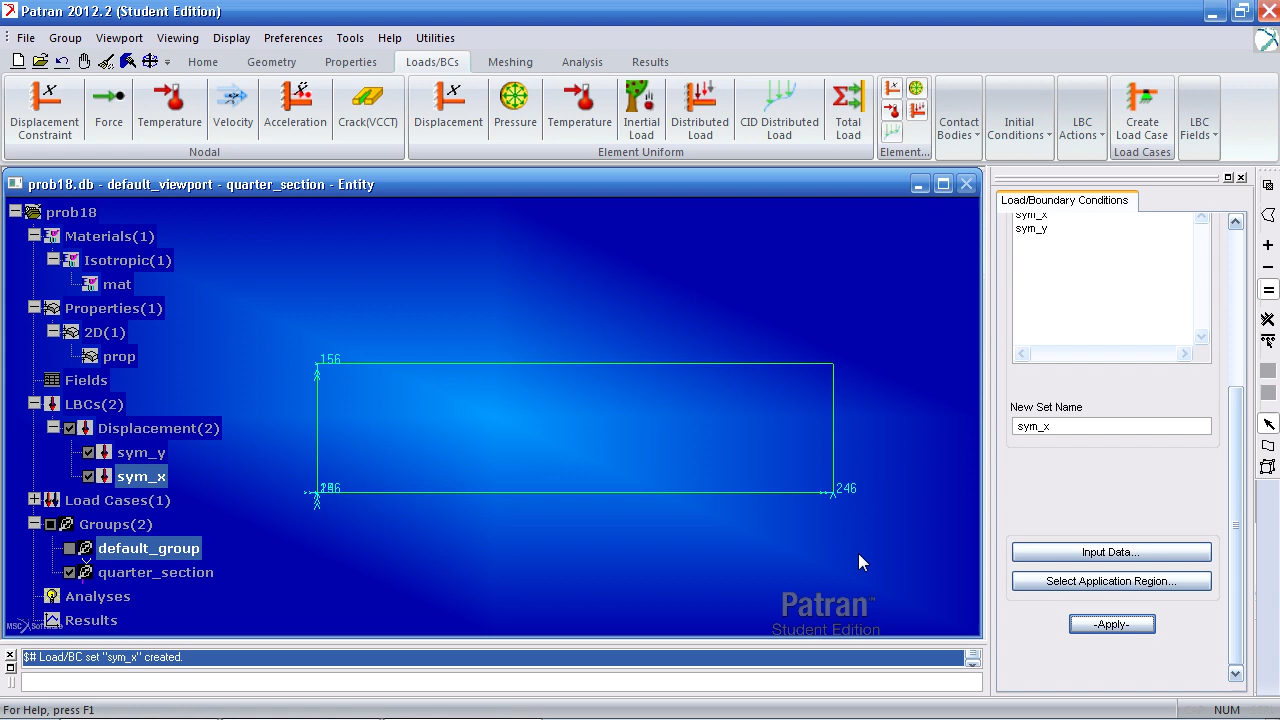 Patran 2012.2 (Student Edition)
File Group Viewport Viewing Display Preferences Tools Help Utilities
Home Geometry Properties Loads/BCs Meshing Analysis Results
Displacement Constraint
Force
Temperature
Velocity
Acceleration
Crack(VCCT)
Displacement
Pressure
Temperature
Inertial Load
Distributed Load
CID Distributed Load
Total Load
Contact Bodies
Initial Conditions
LBC Actions
Create Load Case
LBC Fields
Nodal
Element Uniform
Element...
Load Cases
prob18.db - default_viewport - quarter_section - Entity
prob18
Materials(1)
Isotropic(1)
mat
Properties(1)
2D(1)
prop
Fields
LBCs(2)
Displacement(2)
sym_y
sym_x
Load Cases(1)
Groups(2)
default_group
quarter_section
Analyses
Results
156
246
Patran™
Student Edition
Load/Boundary Conditions
sym_x
sym_y
New Set Name
sym_x
Input Data...
Select Application Region...
-Apply-
$# Load/BC set "sym_x" created.
For Help, press F1
NUM